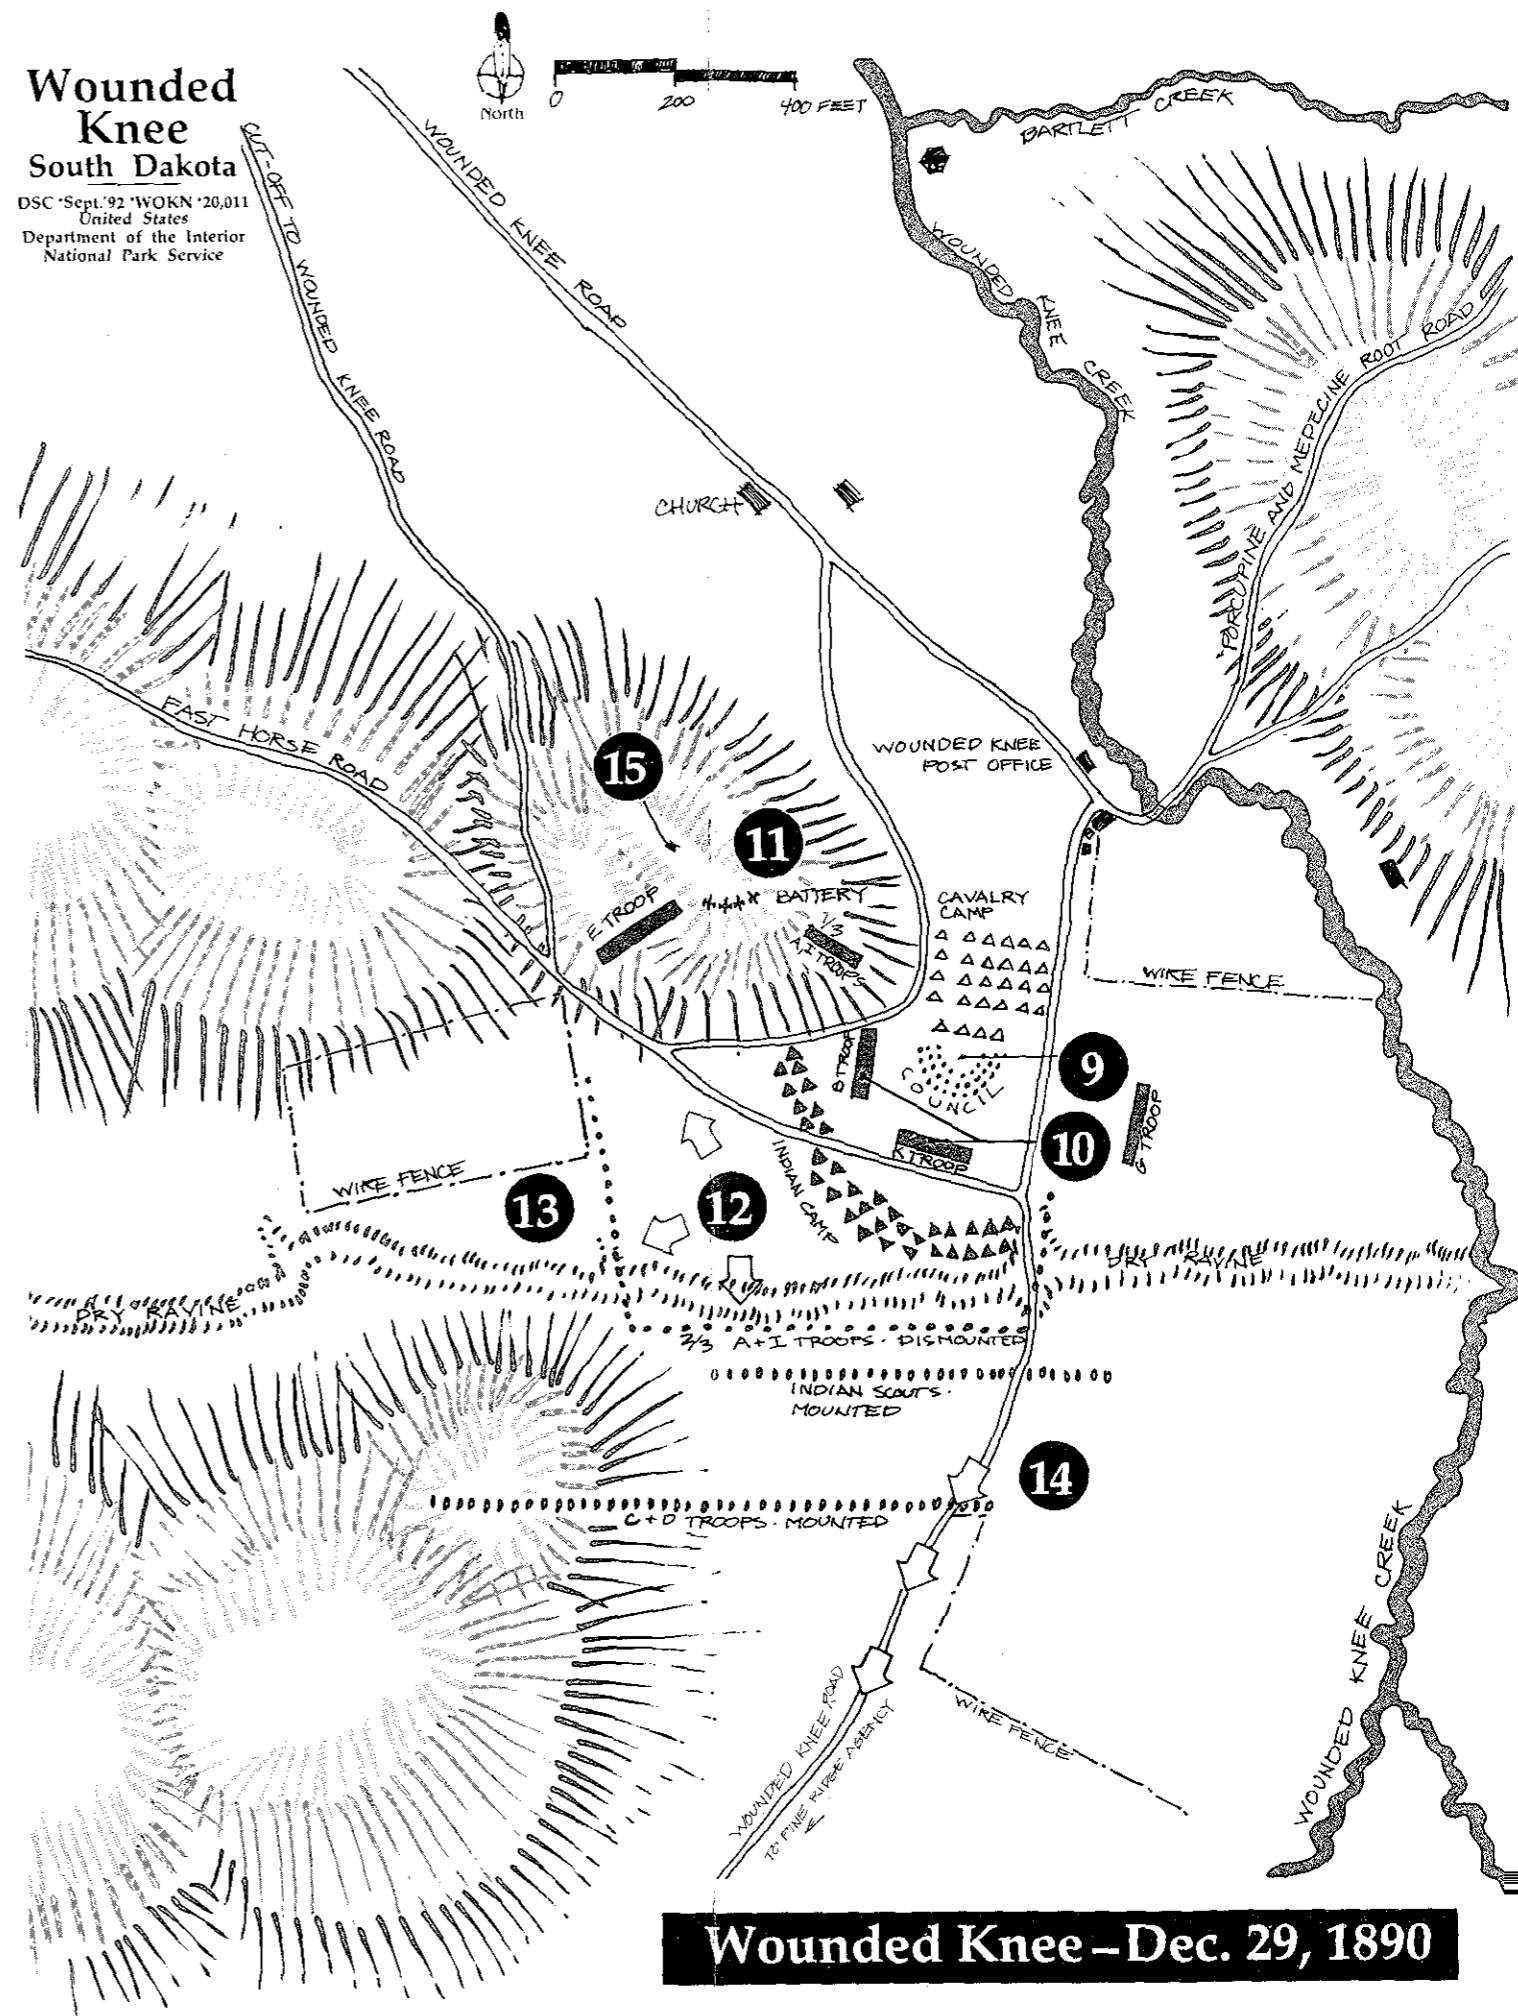 Wounded
Knee
South Dakota
DSC •Sept.'92 •WOKN •20,011
United States
Department of the Interior
National Park Service
North
0
200
400 FEET
BARTLETT CREEK
CUT-OFF TO WOUNDED KNEE ROAD
WOUNDED KNEE ROAD
WOUNDED KNEE CREEK
PORCUPINE AND MEDECINE ROOT ROAD
CHURCH
FAST HORSE ROAD
WOUNDED KNEE
POST OFFICE
15
11
BATTERY
E TROOP
1/3
A, I TROOPS
CAVALRY
CAMP
WIRE FENCE
B TROOP
COUNCIL
9
10
G TROOP
K TROOP
INDIAN CAMP
WIRE FENCE
13
12
DRY RAVINE
DRY RAVINE
2/3 A+I TROOPS · DISMOUNTED
INDIAN SCOUTS ·
MOUNTED
14
C+D TROOPS · MOUNTED
WIRE FENCE
WOUNDED KNEE ROAD
TO PINE RIDGE AGENCY
WOUNDED KNEE CREEK
Wounded Knee – Dec. 29, 1890